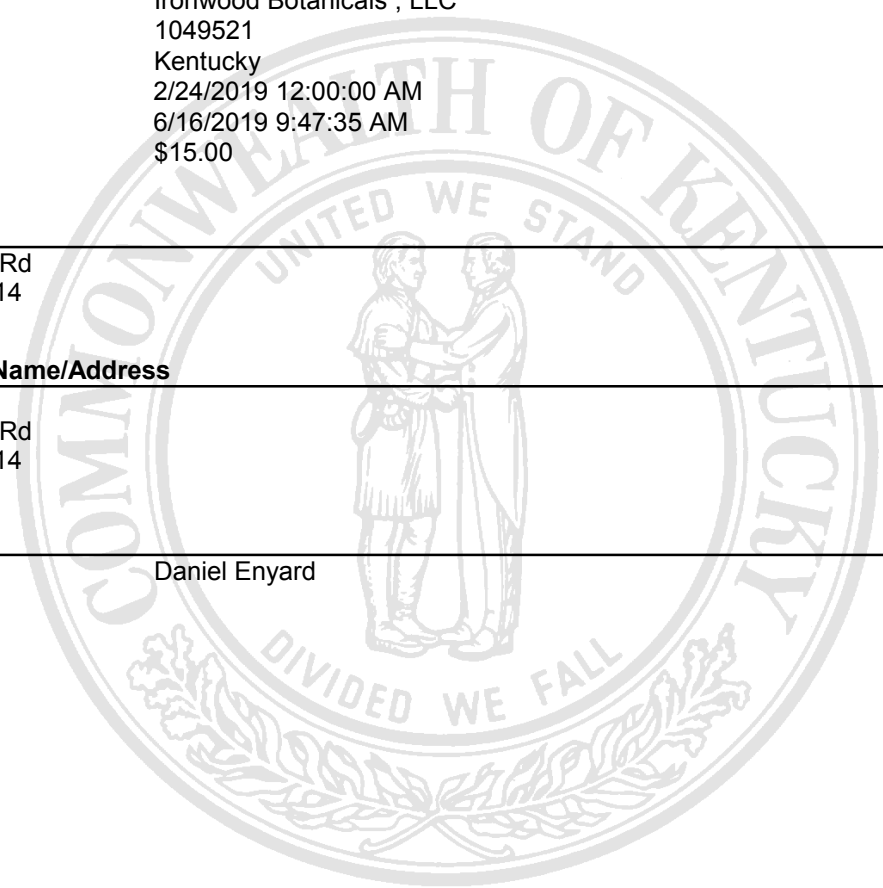 Ironwood Botanicals , LLC
1049521
Kentucky
2/24/2019 12:00:00 AM
6/16/2019 9:47:35 AM
$15.00
Rd
14
Name/Address
Rd
14
Daniel Enyard
COMMONWEALTH OF KENTUCKY
UNITED WE STAND
DIVIDED WE FALL